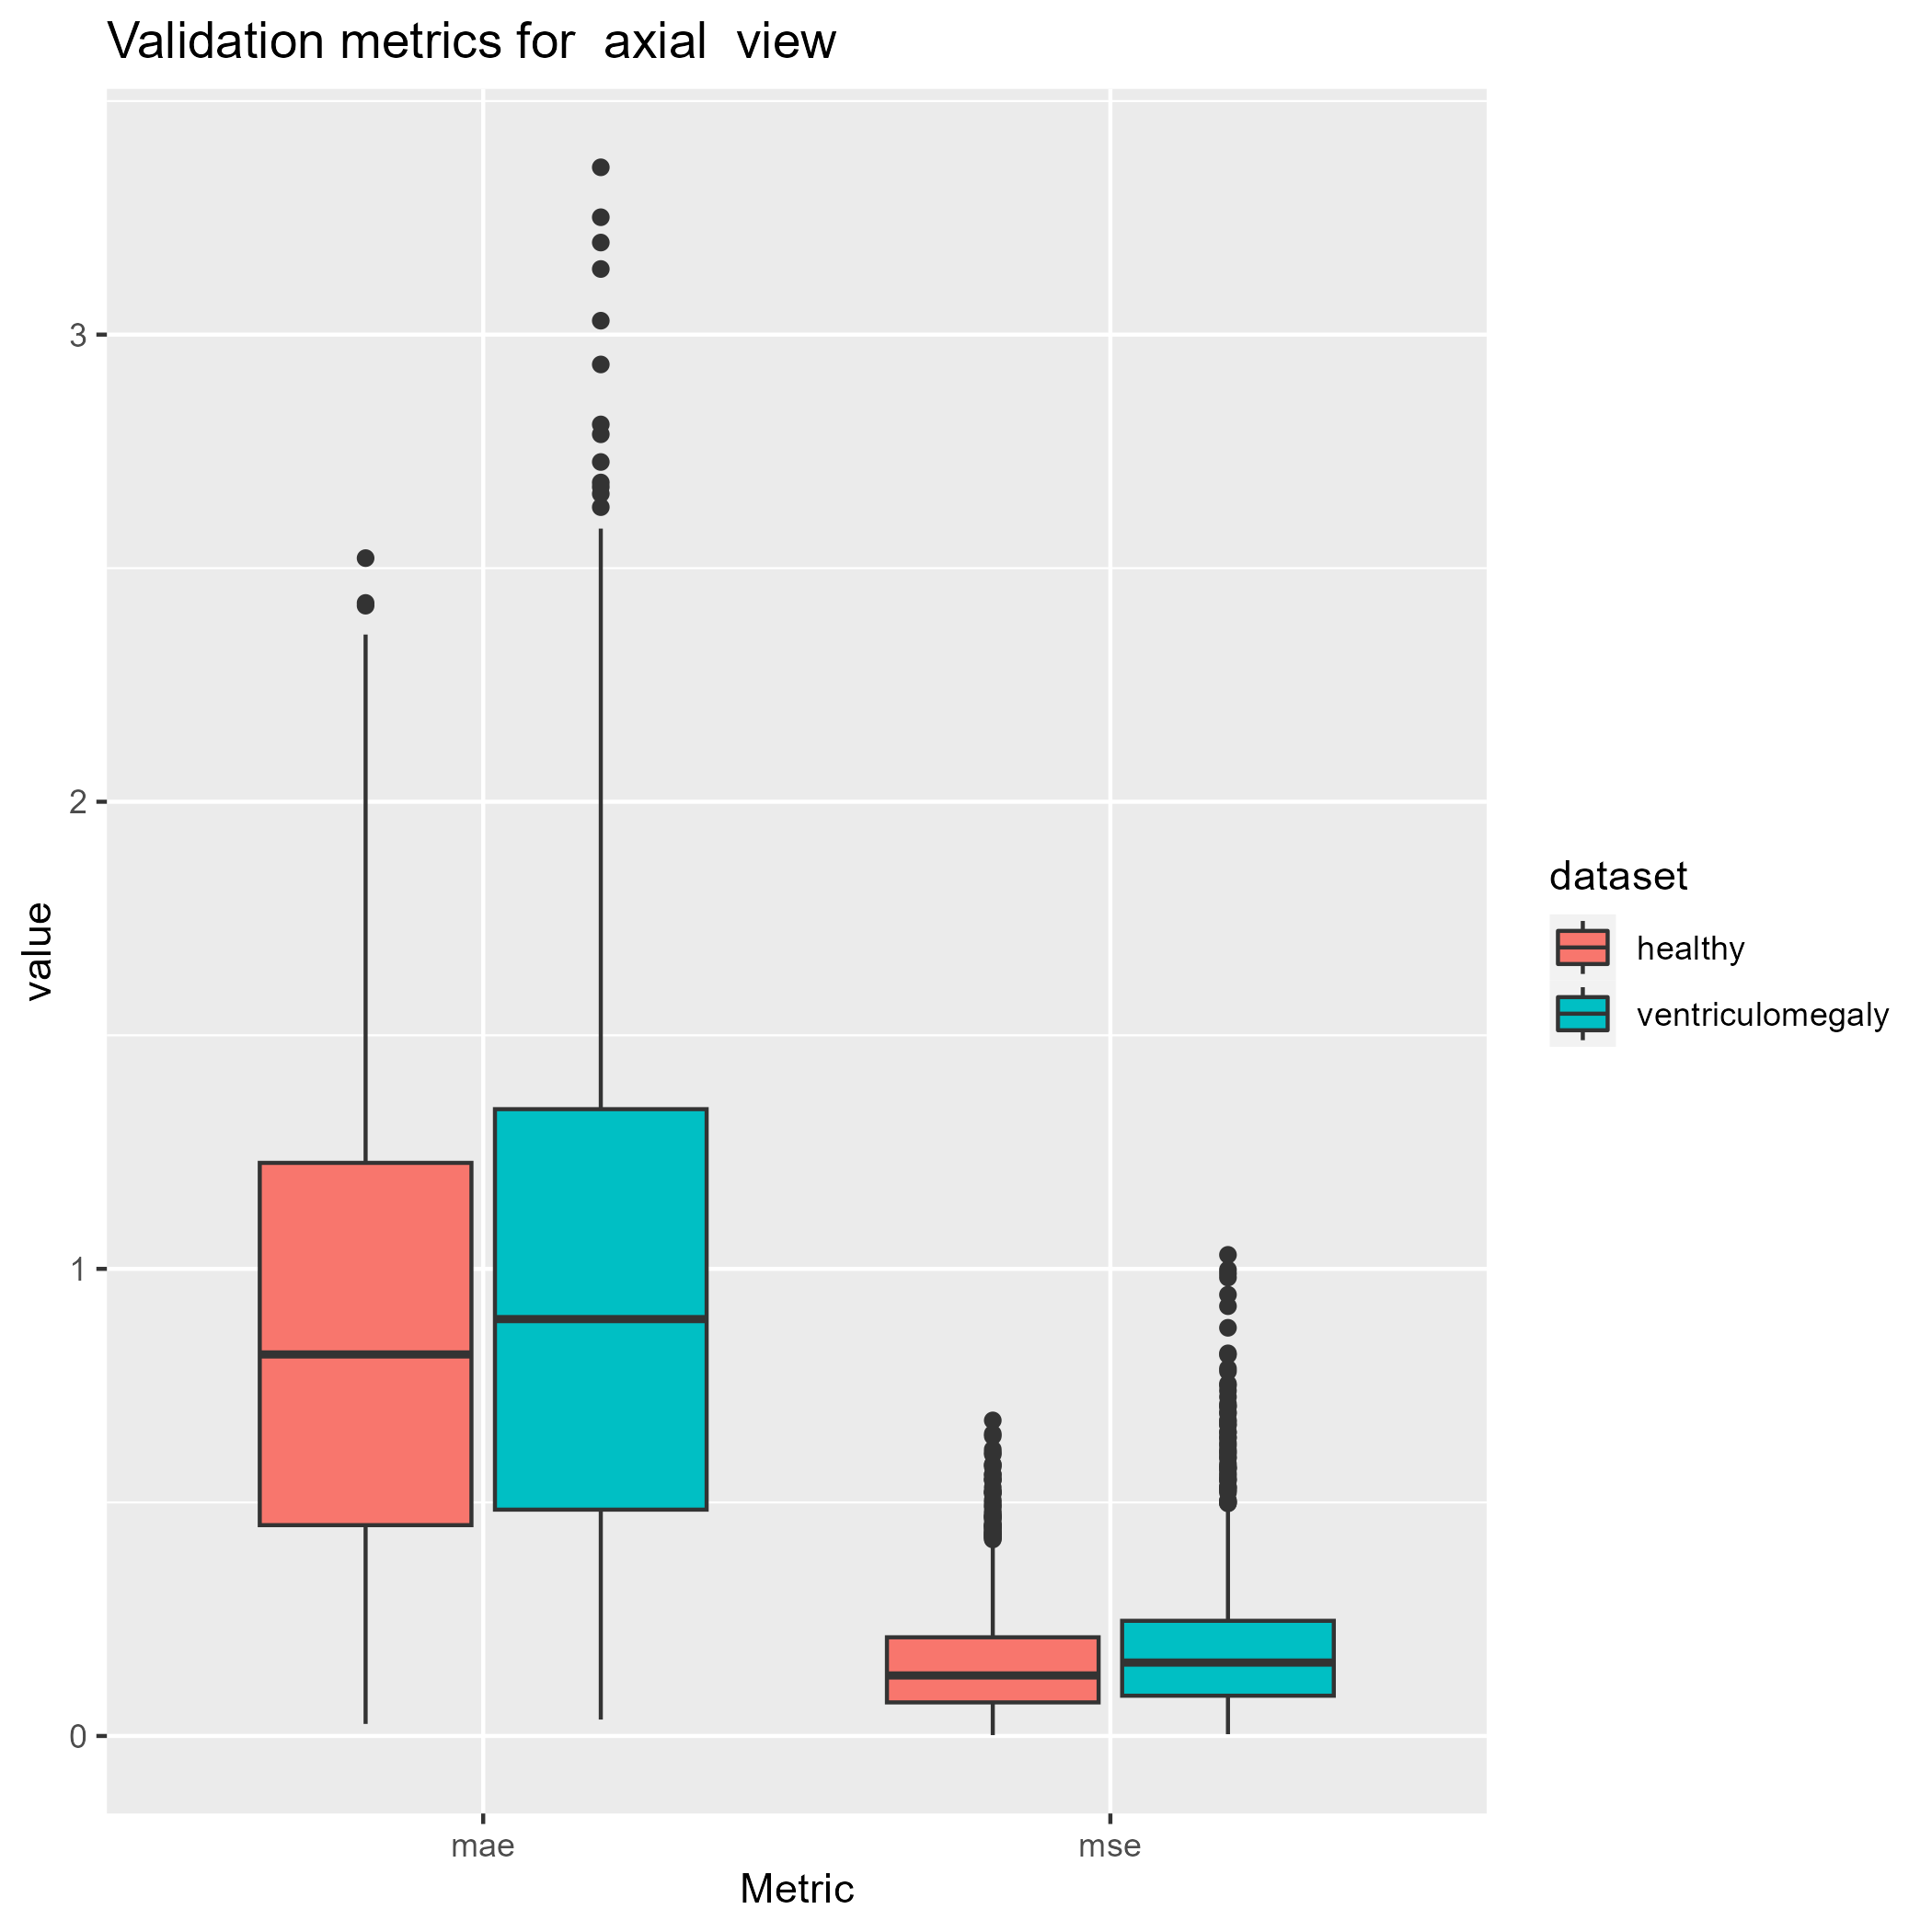 Validation metrics for  axial  view
3
2
1
0
value
mae
mse
Metric
dataset
healthy
ventriculomegaly